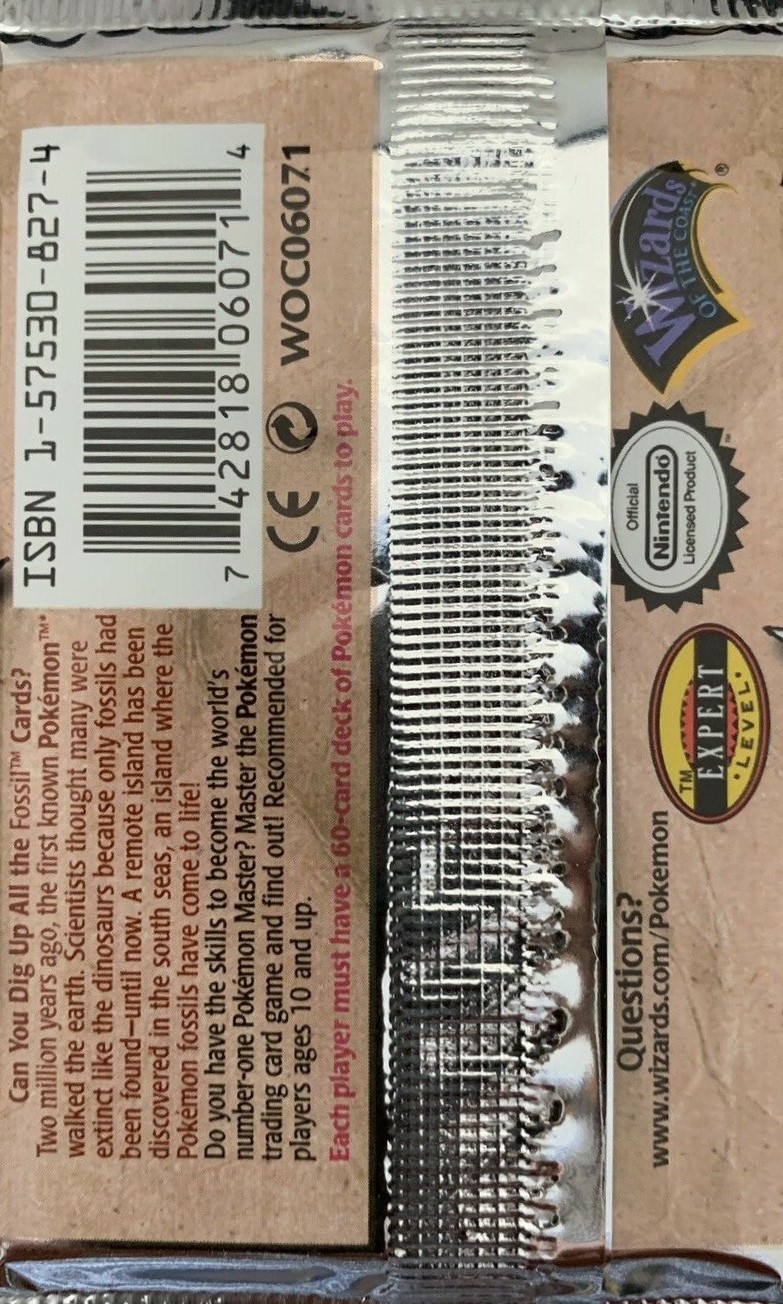 Can You Dig Up All the Fossil™ Cards?
Two million years ago, the first known Pokémon™*
walked the earth. Scientists thought many were
extinct like the dinosaurs because only fossils had
been found–until now. A remote island has been
discovered in the south seas, an island where the
Pokémon fossils have come to life!
Do you have the skills to become the world's
number-one Pokémon Master? Master the Pokémon
trading card game and find out! Recommended for
players ages 10 and up.
Each player must have a 60-card deck of Pokémon cards to play.
ISBN 1-57530-827-4
7 42818 06071 4
CE WOC06071
Questions?
www.wizards.com/Pokemon
TM
EXPERT
•LEVEL•
Official
Nintendo
Licensed Product
™
Wizards
OF THE COAST
®